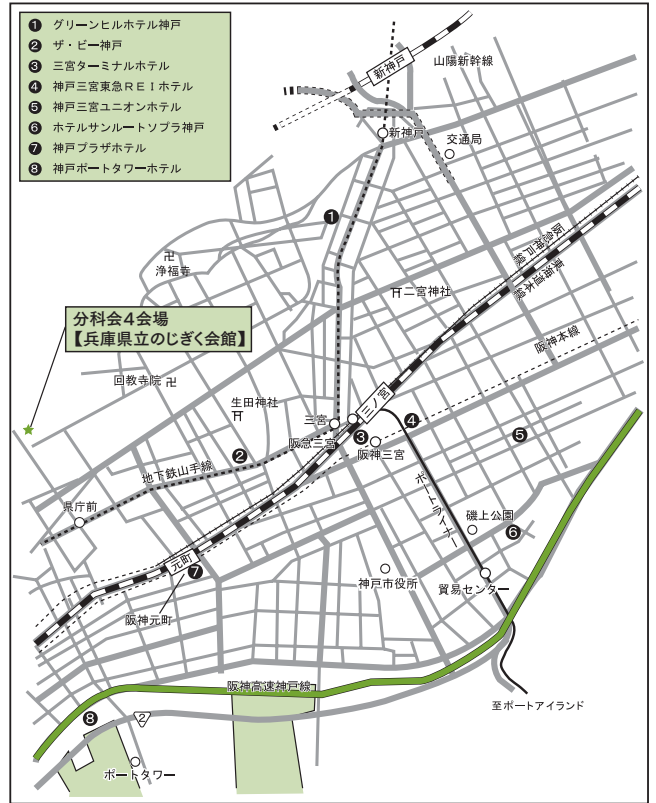 ❶ グリーンヒルホテル神戸
❷ ザ・ビー神戸
❸ 三宮ターミナルホテル
❹ 神戸三宮東急ＲＥＩホテル
❺ 神戸三宮ユニオンホテル
❻ ホテルサンルートソプラ神戸
❼ 神戸プラザホテル
❽ 神戸ポートタワーホテル
新神戸
山陽新幹線
新神戸
交通局
❶
阪急神戸線
東海道本線
卍
浄福寺
二宮神社
分科会4会場
【兵庫県立のじぎく会館】
阪神本線
回教寺院卍
生田神社
三ノ宮
三宮
❹
阪急三宮
❸
❺
阪神三宮
❷
地下鉄山手線
ポートライナー
県庁前
磯上公園
❻
元町
❼
神戸市役所
貿易センター
阪神元町
阪神高速神戸線
至ポートアイランド
❽
2
ポートタワー